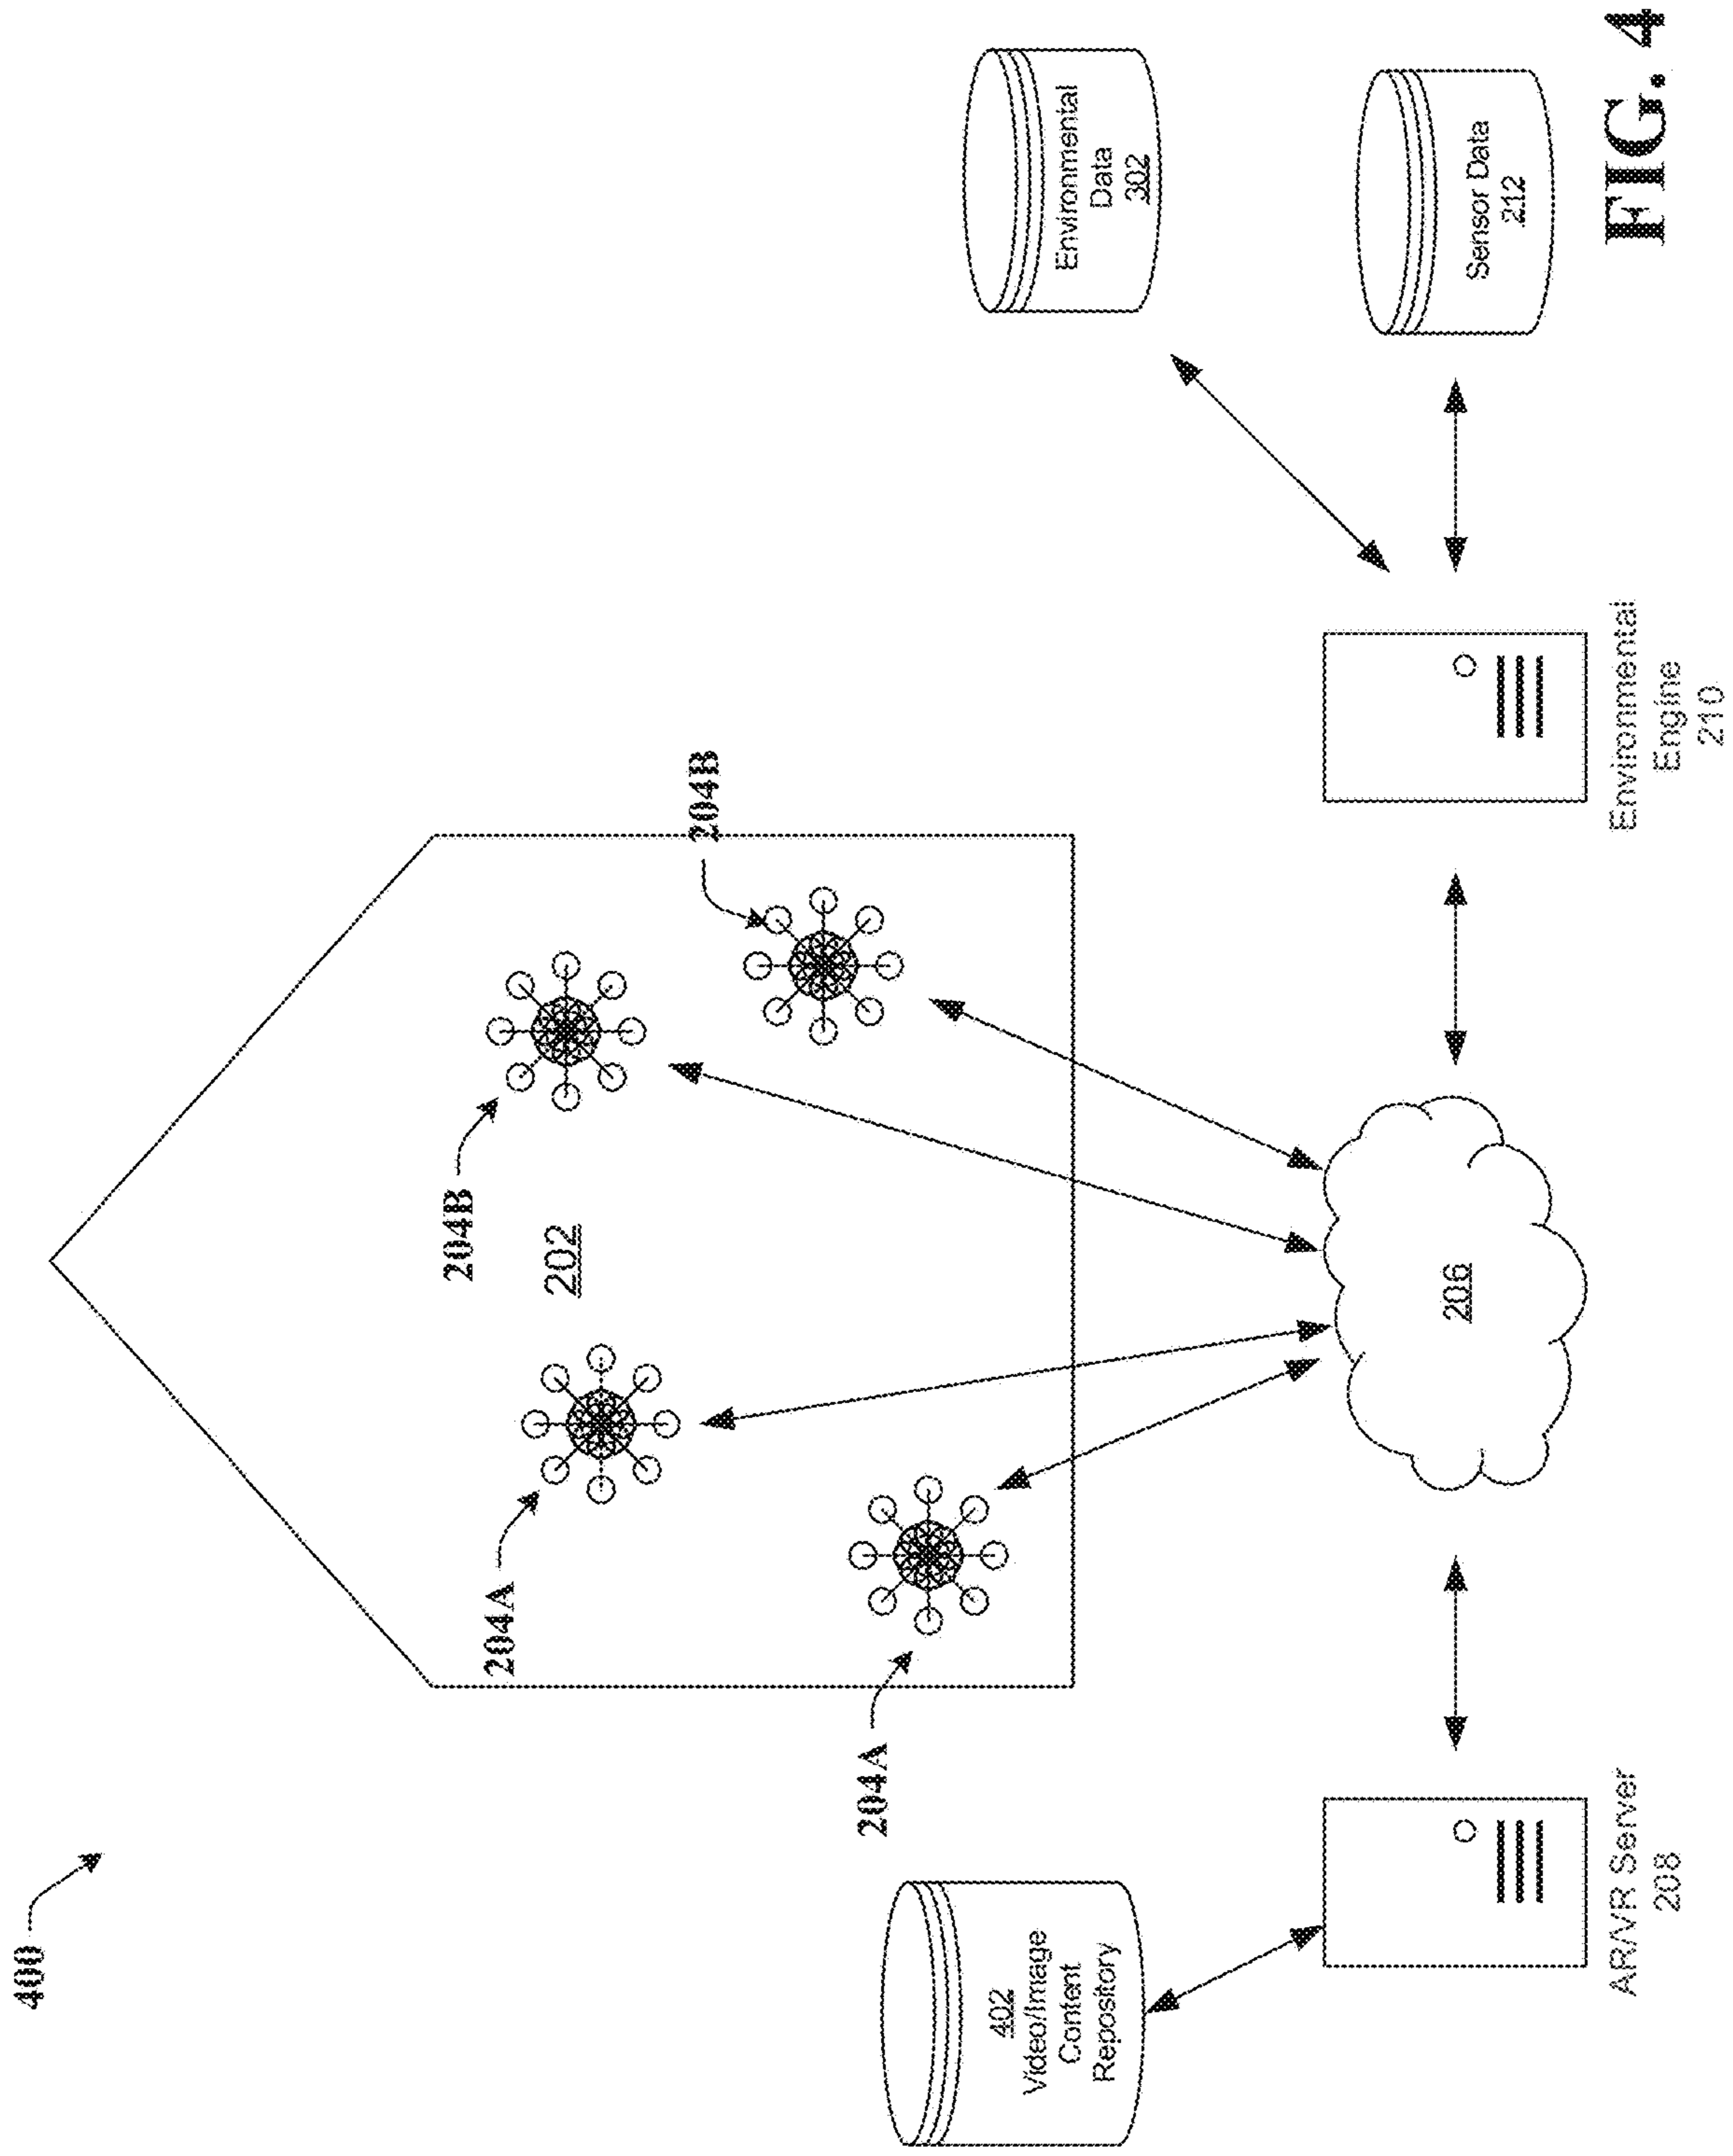 400
204A
204A
204B
204B
202
402
Video/Image
Content
Repository
Environmental
Data
302
206
Sensor Data
212
AR/VR Server
208
Environmental
Engine
210
FIG. 4